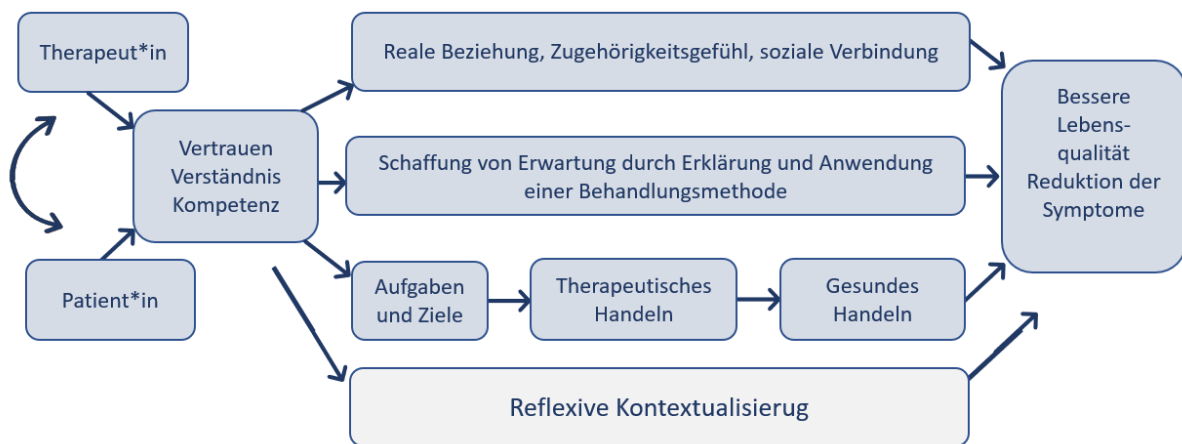 Therapeut*in
Patient*in
Vertrauen
Verständnis
Kompetenz
Reale Beziehung, Zugehörigkeitsgefühl, soziale Verbindung
Schaffung von Erwartung durch Erklärung und Anwendung
einer Behandlungsmethode
Aufgaben
und Ziele
Therapeutisches
Handeln
Gesundes
Handeln
Reflexive Kontextualisierug
Bessere
Lebens-
qualität
Reduktion der
Symptome